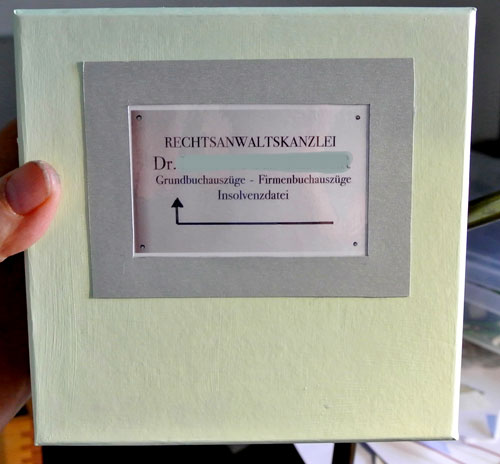 RECHTSANWALTSKANZLEI
Dr.
Grundbuchauszüge - Firmenbuchauszüge
Insolvenzdatei